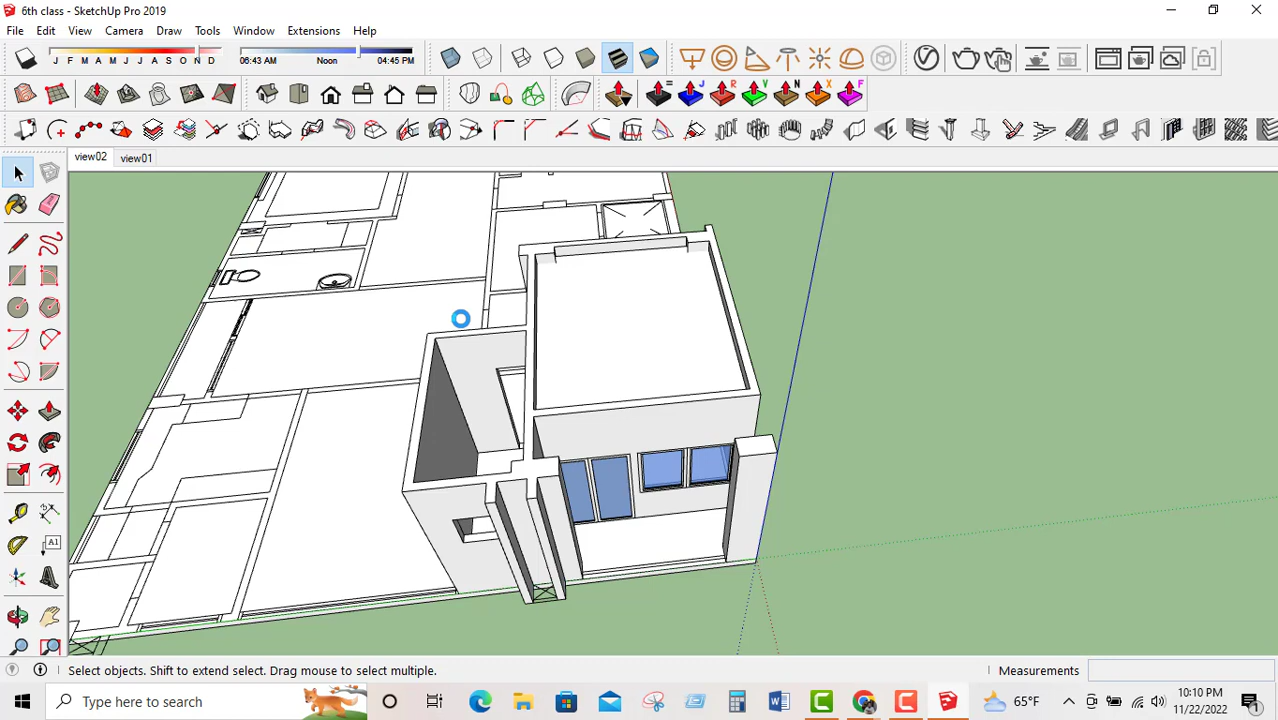 6th class - SketchUp Pro 2019
File Edit View Camera Draw Tools Window Extensions Help
J F M A M J J A S O N D 06:43 AM Noon 04:45 PM
= J R V N X F
view02 view01
A1
Select objects. Shift to extend select. Drag mouse to select multiple. Measurements
Type here to search 65°F 10:10 PM
11/22/2022 1